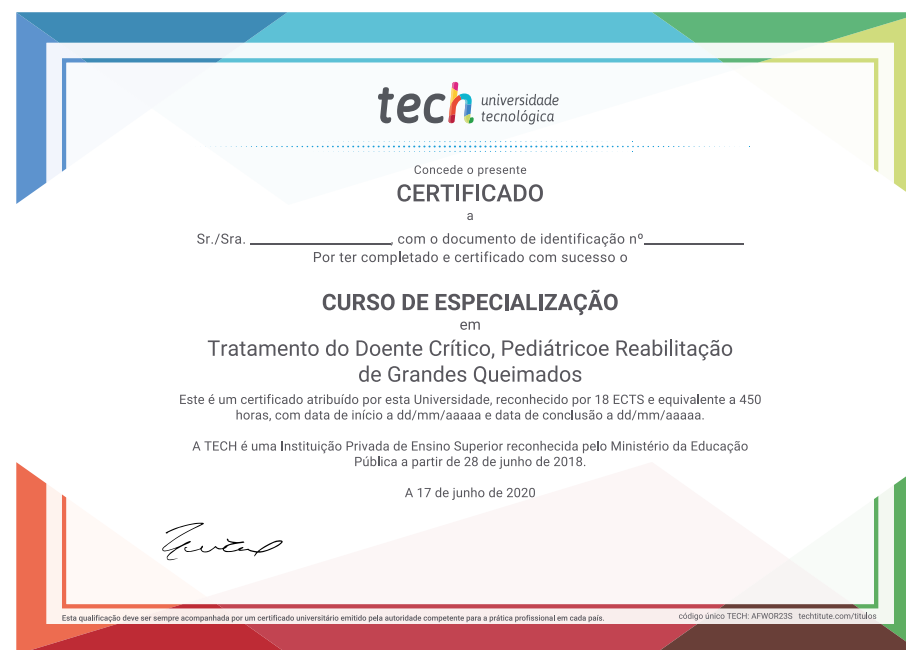 tech universidade
tecnológica
Concede o presente
CERTIFICADO
a
Sr./Sra. ________________, com o documento de identificação nº____________
Por ter completado e certificado com sucesso o
CURSO DE ESPECIALIZAÇÃO
em
Tratamento do Doente Crítico, Pediátricoe Reabilitação
de Grandes Queimados
Este é um certificado atribuído por esta Universidade, reconhecido por 18 ECTS e equivalente a 450
horas, com data de início a dd/mm/aaaaa e data de conclusão a dd/mm/aaaaa.
A TECH é uma Instituição Privada de Ensino Superior reconhecida pelo Ministério da Educação
Pública a partir de 28 de junho de 2018.
A 17 de junho de 2020
Esta qualificação deve ser sempre acompanhada por um certificado universitário emitido pela autoridade competente para a prática profissional em cada país.
código único TECH: AFWOR23S techtitute.com/titulos